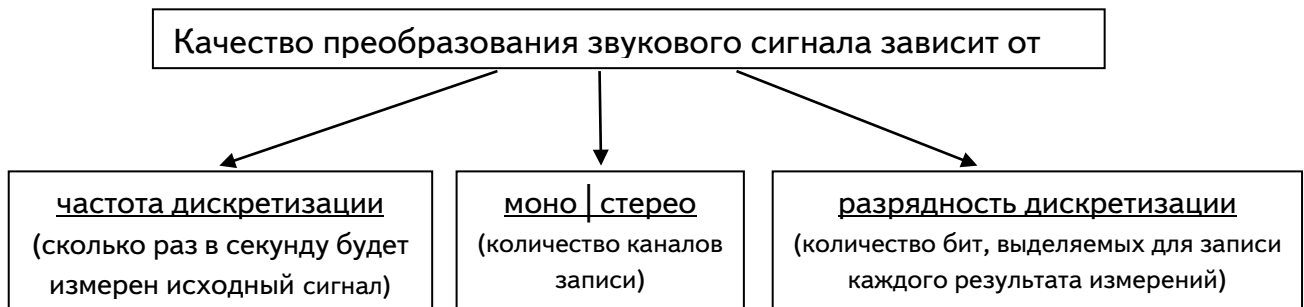 Качество преобразования звукового сигнала зависит от
частота дискретизации
(сколько раз в секунду будет
измерен исходный сигнал)
моно | стерео
(количество каналов
записи)
разрядность дискретизации
(количество бит, выделяемых для записи
каждого результата измерений)